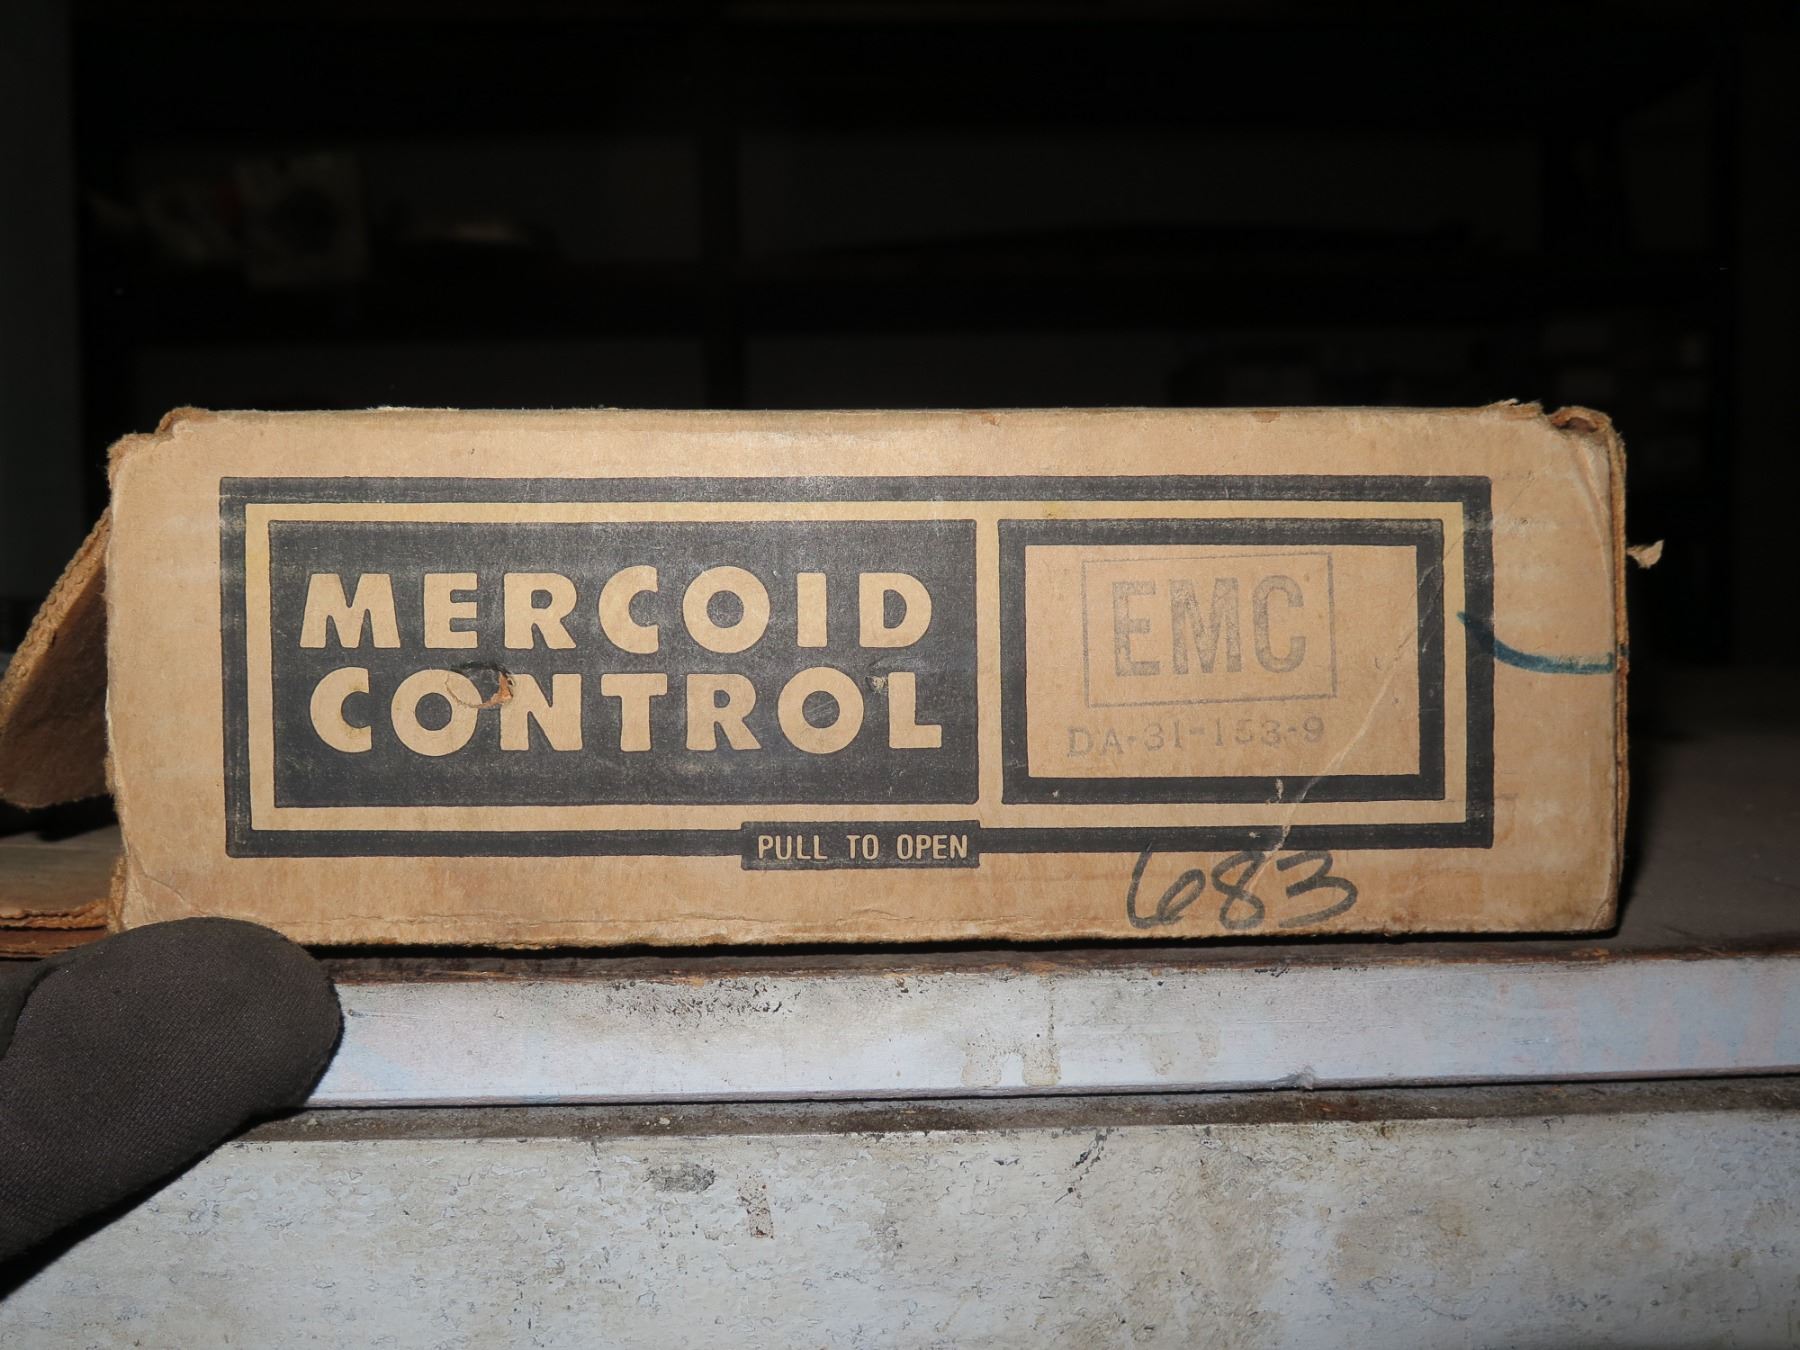 MERCOID
CONTROL
EMC
DA-31-153-9
PULL TO OPEN
683